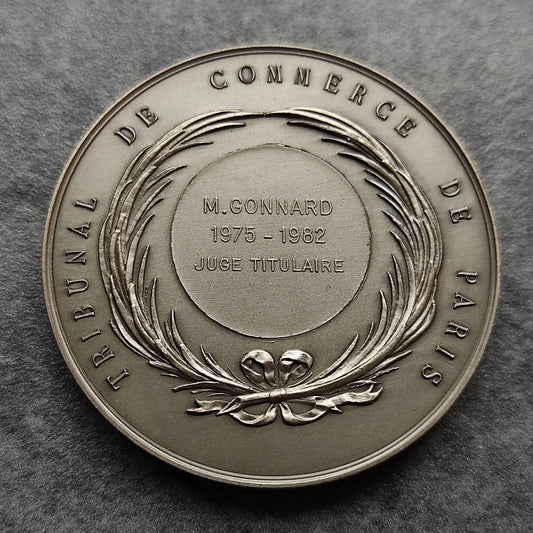 TRIBUNAL DE COMMERCE DE PARIS
M. GONNARD
1975 - 1982
JUGE TITULAIRE